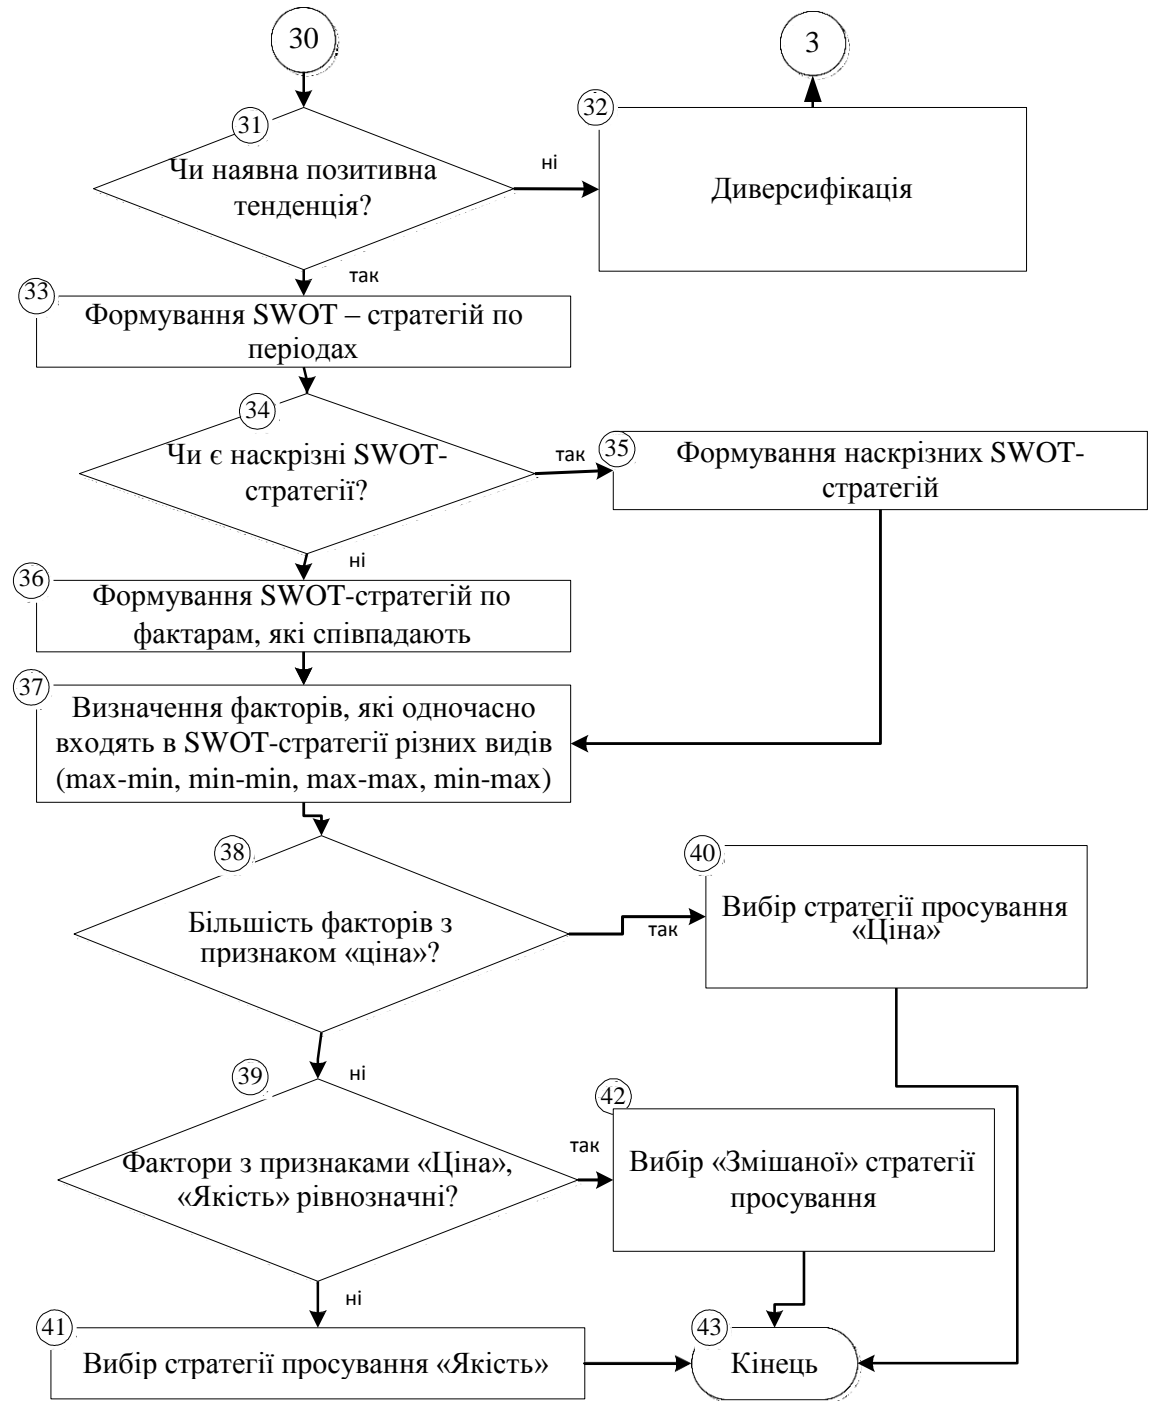 30
3
31
32
Чи наявна позитивна
тенденція?
ні
Диверсифікація
так
33
Формування SWOT – стратегій по
періодах
34
Чи є наскрізні SWOT-
стратегії?
так
35
Формування наскрізних SWOT-
стратегій
ні
36
Формування SWOT-стратегій по
фактарам, які співпадають
37
Визначення факторів, які одночасно
входять в SWOT-стратегії різних видів
(max-min, min-min, max-max, min-max)
38
Більшість факторів з
признаком «ціна»?
так
40
Вибір стратегії просування
«Ціна»
ні
39
Фактори з признаками «Ціна»,
«Якість» рівнозначні?
так
42
Вибір «Змішаної» стратегії
просування
ні
41
Вибір стратегії просування «Якість»
43
Кінець